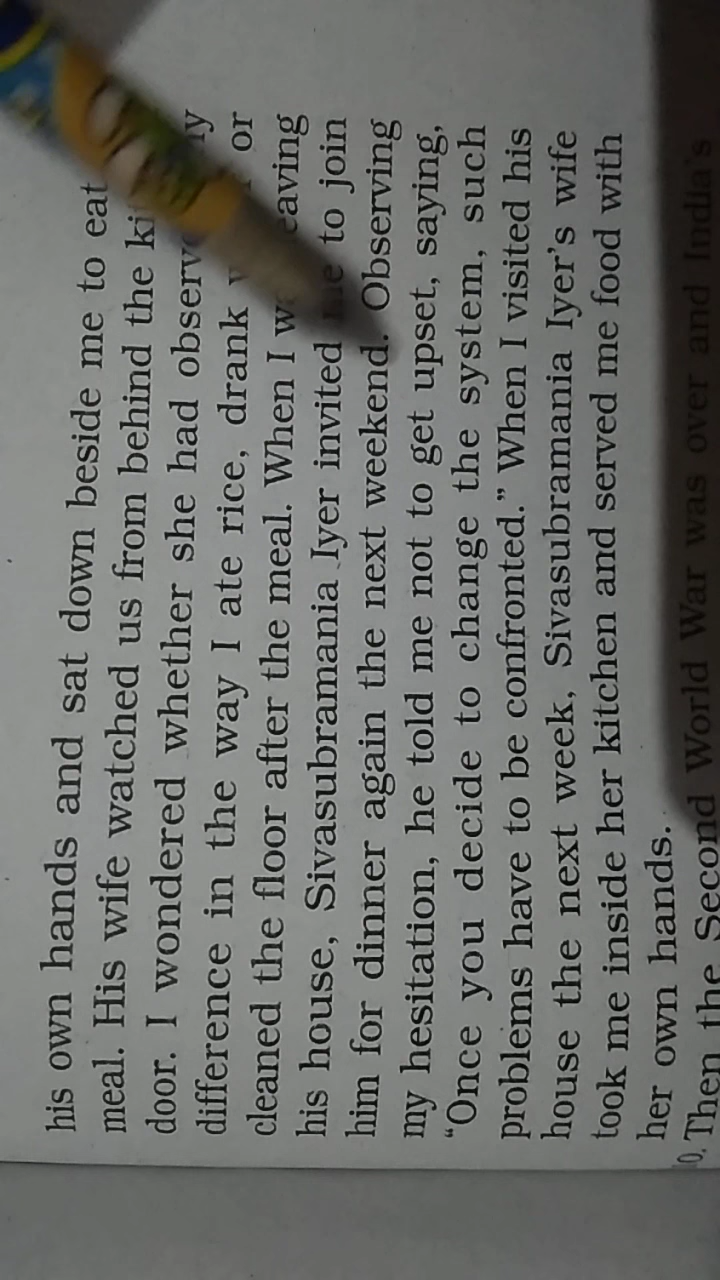 his own hands and sat down beside me to eat
meal. His wife watched us from behind the
door. I wondered whether she had
difference in the way I ate rice, drank or
cleaned the floor after the meal. When I
his house, Sivasubramania Iyer invited to join
him for dinner again the next weekend. Observing
my hesitation, he told me not to get upset, saying,
“Once you decide to change the system, such
problems have to be confronted.” When I visited his
house the next week, Sivasubramania Iyer’s wife
took me inside her kitchen and served me food with
her own hands.
Then the Second World War was over and India’s